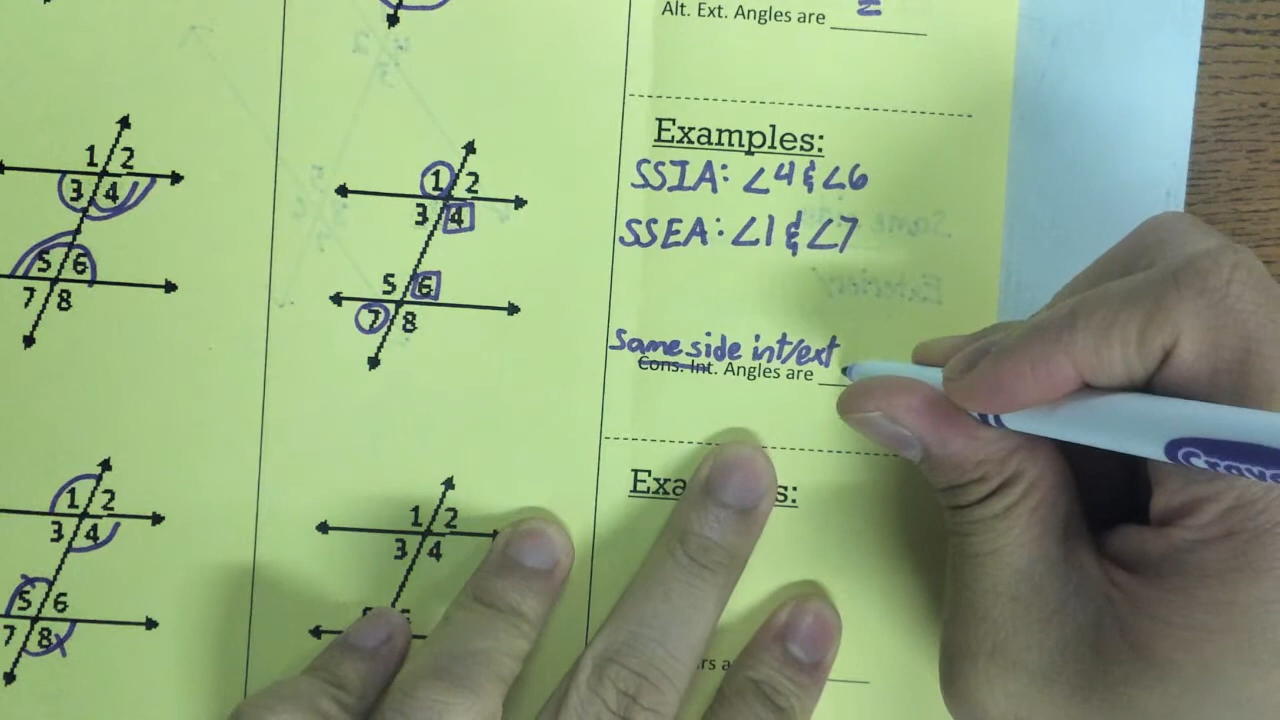 Alt. Ext. Angles are ≅
Examples:
SSIA: ∠4 & ∠6
SSEA: ∠1 & ∠7
Same side int/ext
Cons. Int. Angles are
1 2
3 4
5 6
7 8
1 2
3 4
5 6
7 8
1 2
3 4
5 6
7 8
1 2
3 4